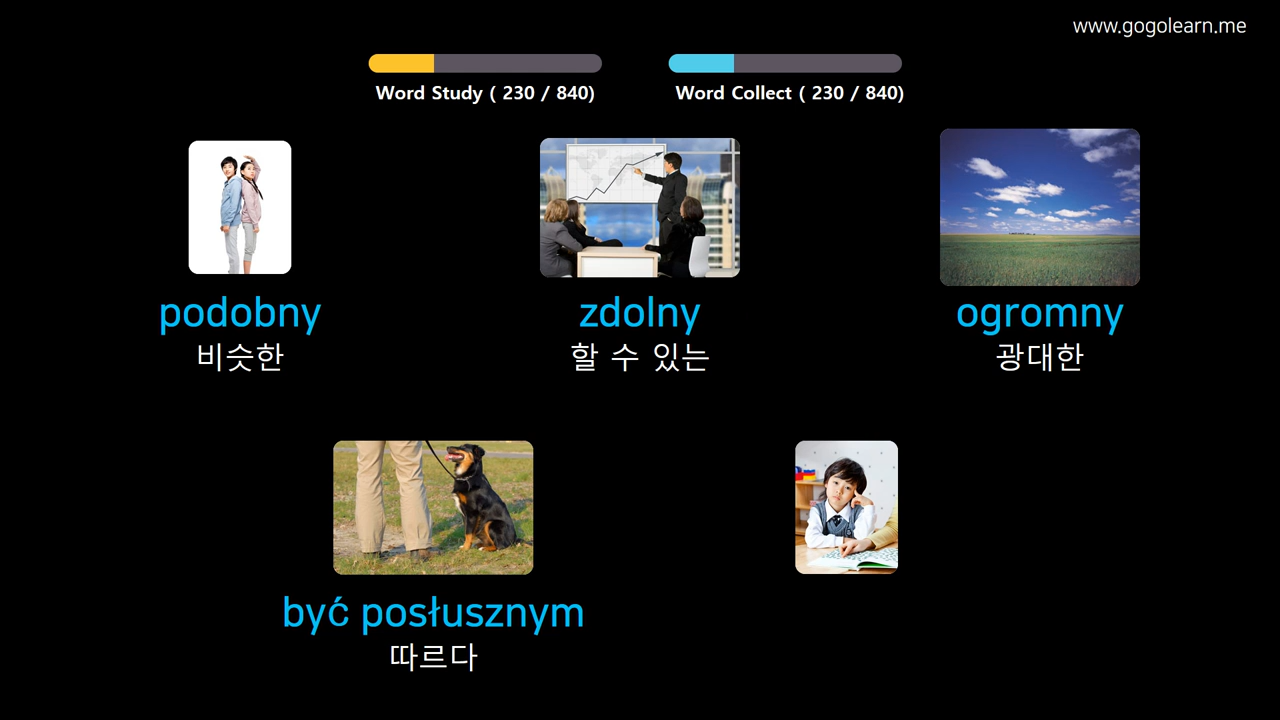 www.gogolearn.me
Word Study ( 230 / 840)
Word Collect ( 230 / 840)
podobny
비슷한
zdolny
할 수 있는
ogromny
광대한
być posłusznym
따르다